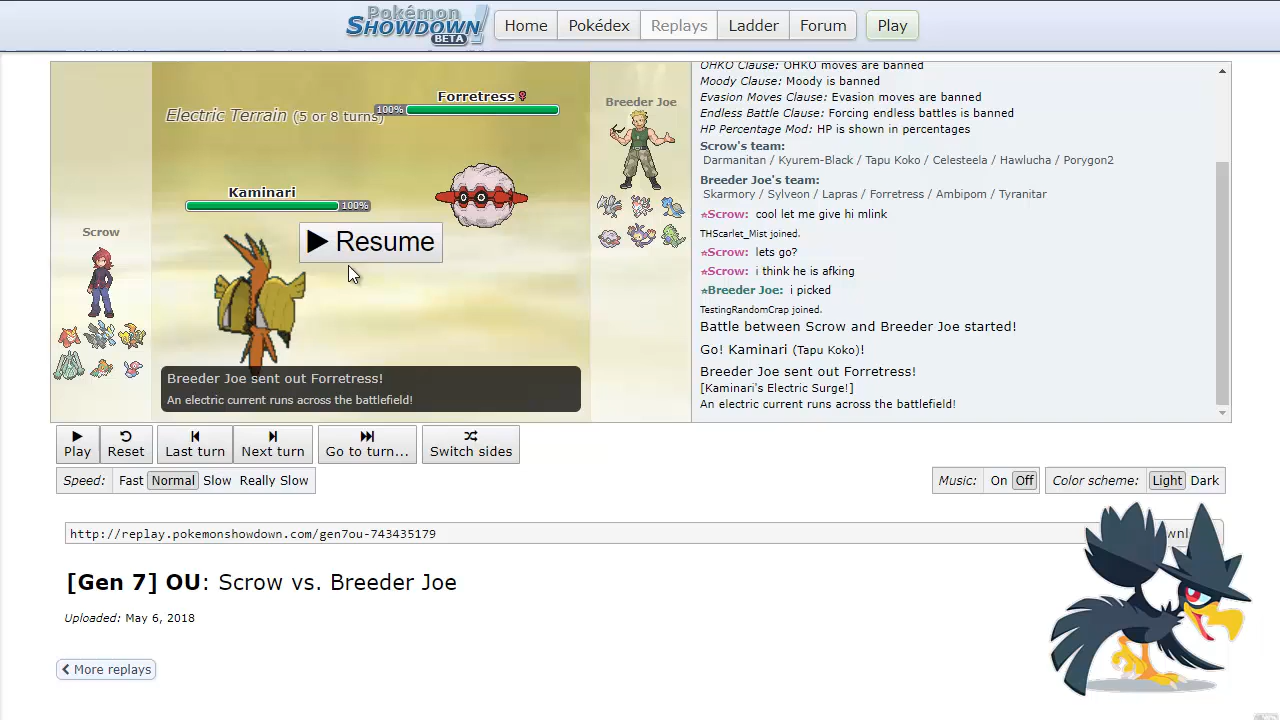 Pokémon
SHOWDOWN!
BETA
Home
Pokédex
Replays
Ladder
Forum
Play
Electric Terrain (5 or 8 turns)
Forretress
100%
Kaminari
100%
Resume
Scrow
Breeder Joe
Breeder Joe sent out Forretress!
An electric current runs across the battlefield!
OHKO Clause: OHKO moves are banned
Moody Clause: Moody is banned
Evasion Moves Clause: Evasion moves are banned
Endless Battle Clause: Forcing endless battles is banned
HP Percentage Mod: HP is shown in percentages
Scrow's team:
Darmanitan / Kyurem-Black / Tapu Koko / Celesteela / Hawlucha / Porygon2
Breeder Joe's team:
Skarmory / Sylveon / Lapras / Forretress / Ambipom / Tyranitar
☆Scrow: cool let me give hi mlink
THScarlet_Mist joined.
☆Scrow: lets go?
☆Scrow: i think he is afking
☆Breeder Joe: i picked
TestingRandomCrap joined.
Battle between Scrow and Breeder Joe started!
Go! Kaminari (Tapu Koko)!
Breeder Joe sent out Forretress!
[Kaminari's Electric Surge!]
An electric current runs across the battlefield!
Play
Reset
Last turn
Next turn
Go to turn...
Switch sides
Speed: Fast Normal Slow Really Slow
Music: On Off
Color scheme: Light Dark
http://replay.pokemonshowdown.com/gen7ou-743435179
[Gen 7] OU: Scrow vs. Breeder Joe
Uploaded: May 6, 2018
More replays